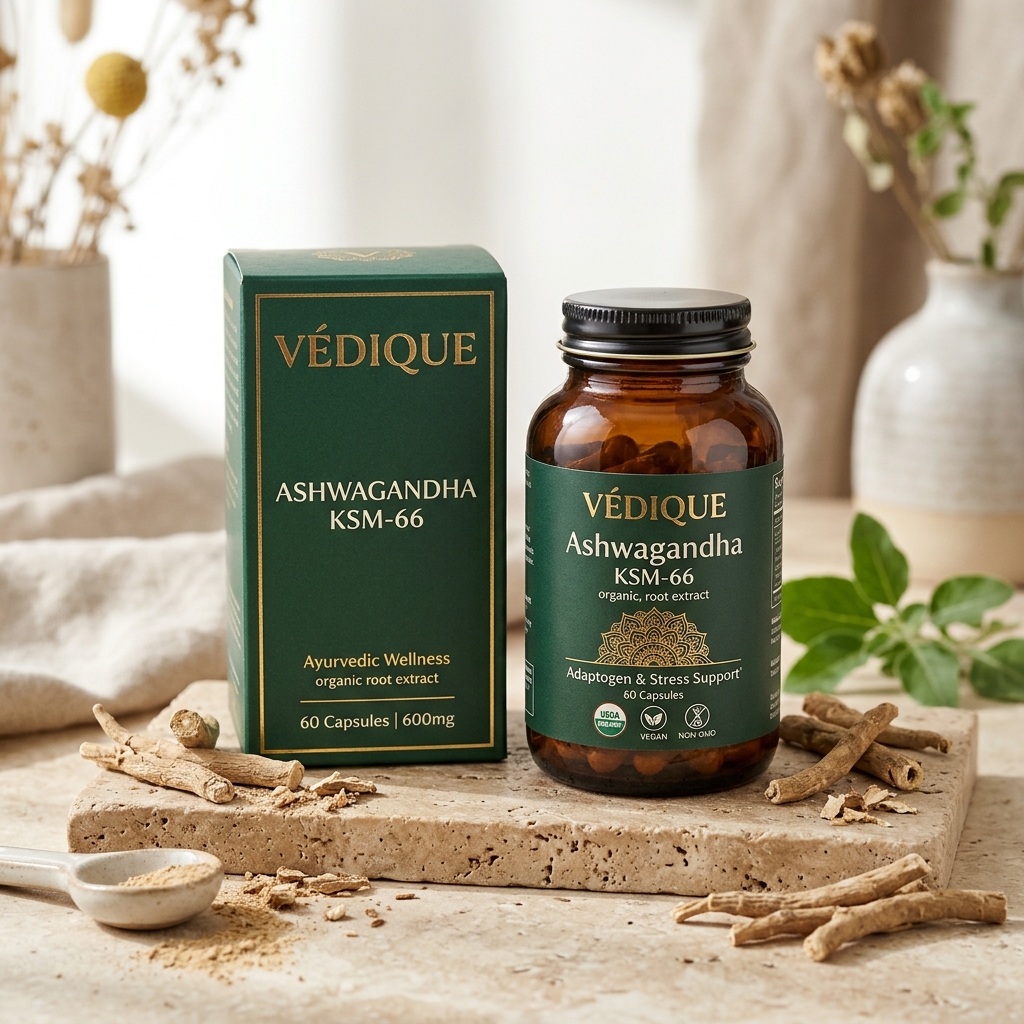 VÉDIQUE
ASHWAGANDHA
KSM-66
Ayurvedic Wellness
organic root extract
60 Capsules | 600mg
VÉDIQUE
Ashwagandha
KSM-66
organic, root extract
Adaptogen & Stress Support*
60 Capsules
USDA
VEGAN
NON GMO